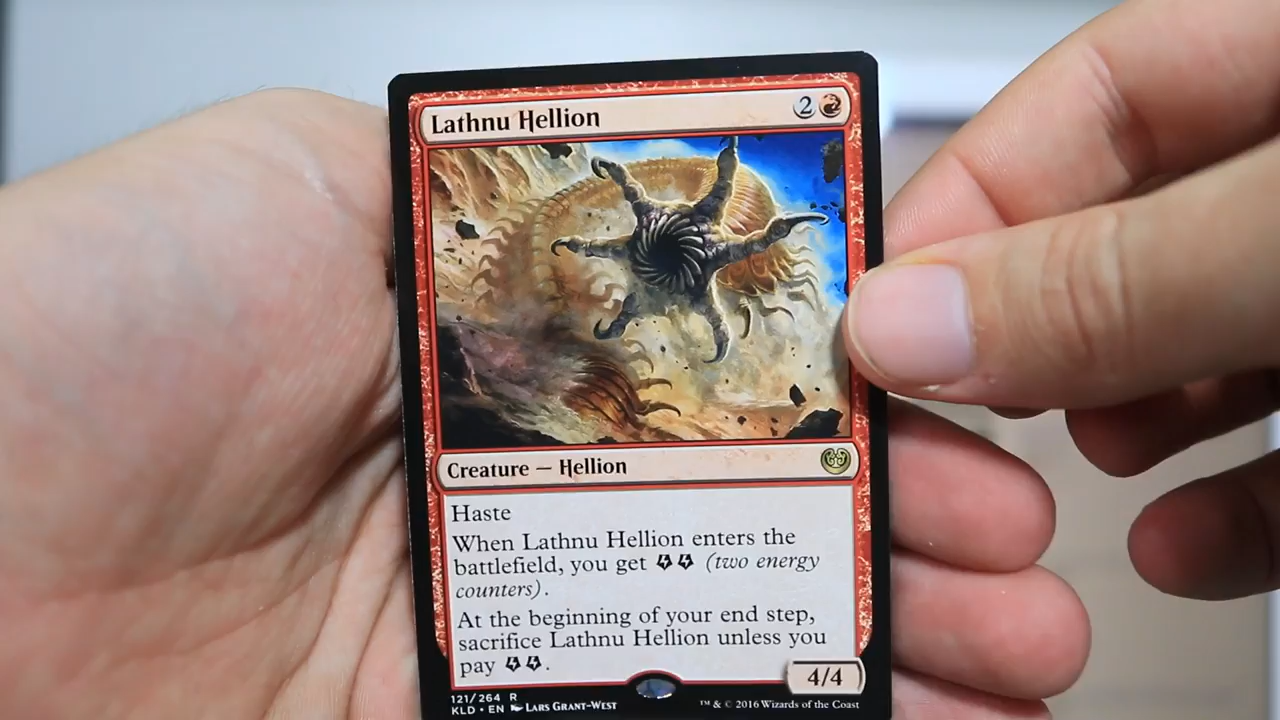 Lathnu Hellion 2
Creature — Hellion
Haste
When Lathnu Hellion enters the
battlefield, you get (two energy
counters).
At the beginning of your end step,
sacrifice Lathnu Hellion unless you
pay .
4/4
121/264 R
KLD • EN Lars Grant-West
™ & © 2016 Wizards of the Coast